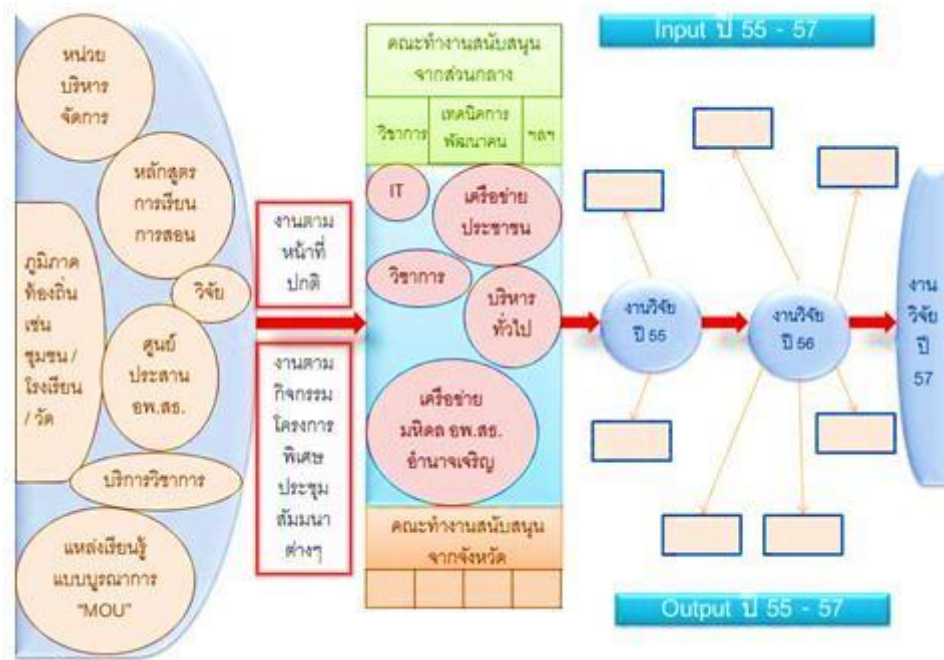 หน่วย
บริหาร
จัดการ
หลักสูตร
การเรียน
การสอน
ภูมิภาค
ท้องถิ่น
เช่น
ชุมชน /
โรงเรียน
/ วัด
วิจัย
ศูนย์
ประสาน
อพ.สธ.
บริการวิชาการ
แหล่งเรียนรู้
แบบบูรณาการ
“MOU”
งานตาม
หน้าที่
ปกติ
งานตาม
กิจกรรม
โครงการ
พิเศษ
ประชุม
สัมมนา
ต่างๆ
คณะทำงานสนับสนุน
จากส่วนกลาง
วิชาการ
เทคนิคการ
พัฒนาคน
ฯลฯ
IT
เครือข่าย
ประชาชน
วิชาการ
บริหาร
ทั่วไป
เครือข่าย
มหิดล อพ.สธ.
อำนาจเจริญ
คณะทำงานสนับสนุน
จากจังหวัด
Input ปี 55 - 57
งานวิจัย
ปี 55
งานวิจัย
ปี 56
งาน
วิจัย
ปี
57
Output ปี 55 - 57